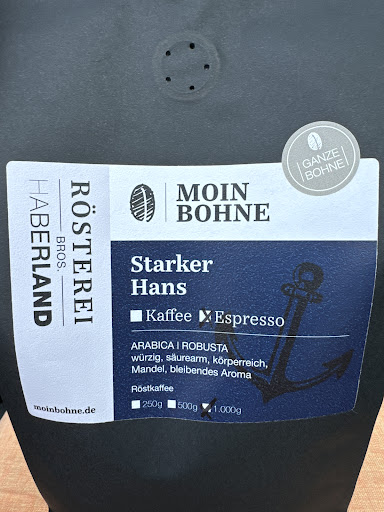 GANZE
BOHNE
MOIN
BOHNE
RÖSTEREI
BROS.
HABERLAND
Starker
Hans
Kaffee Espresso
ARABICA | ROBUSTA
würzig, säurearm, körperreich,
Mandel, bleibendes Aroma
Röstkaffee
250g 500g 1.000g
moinbohne.de